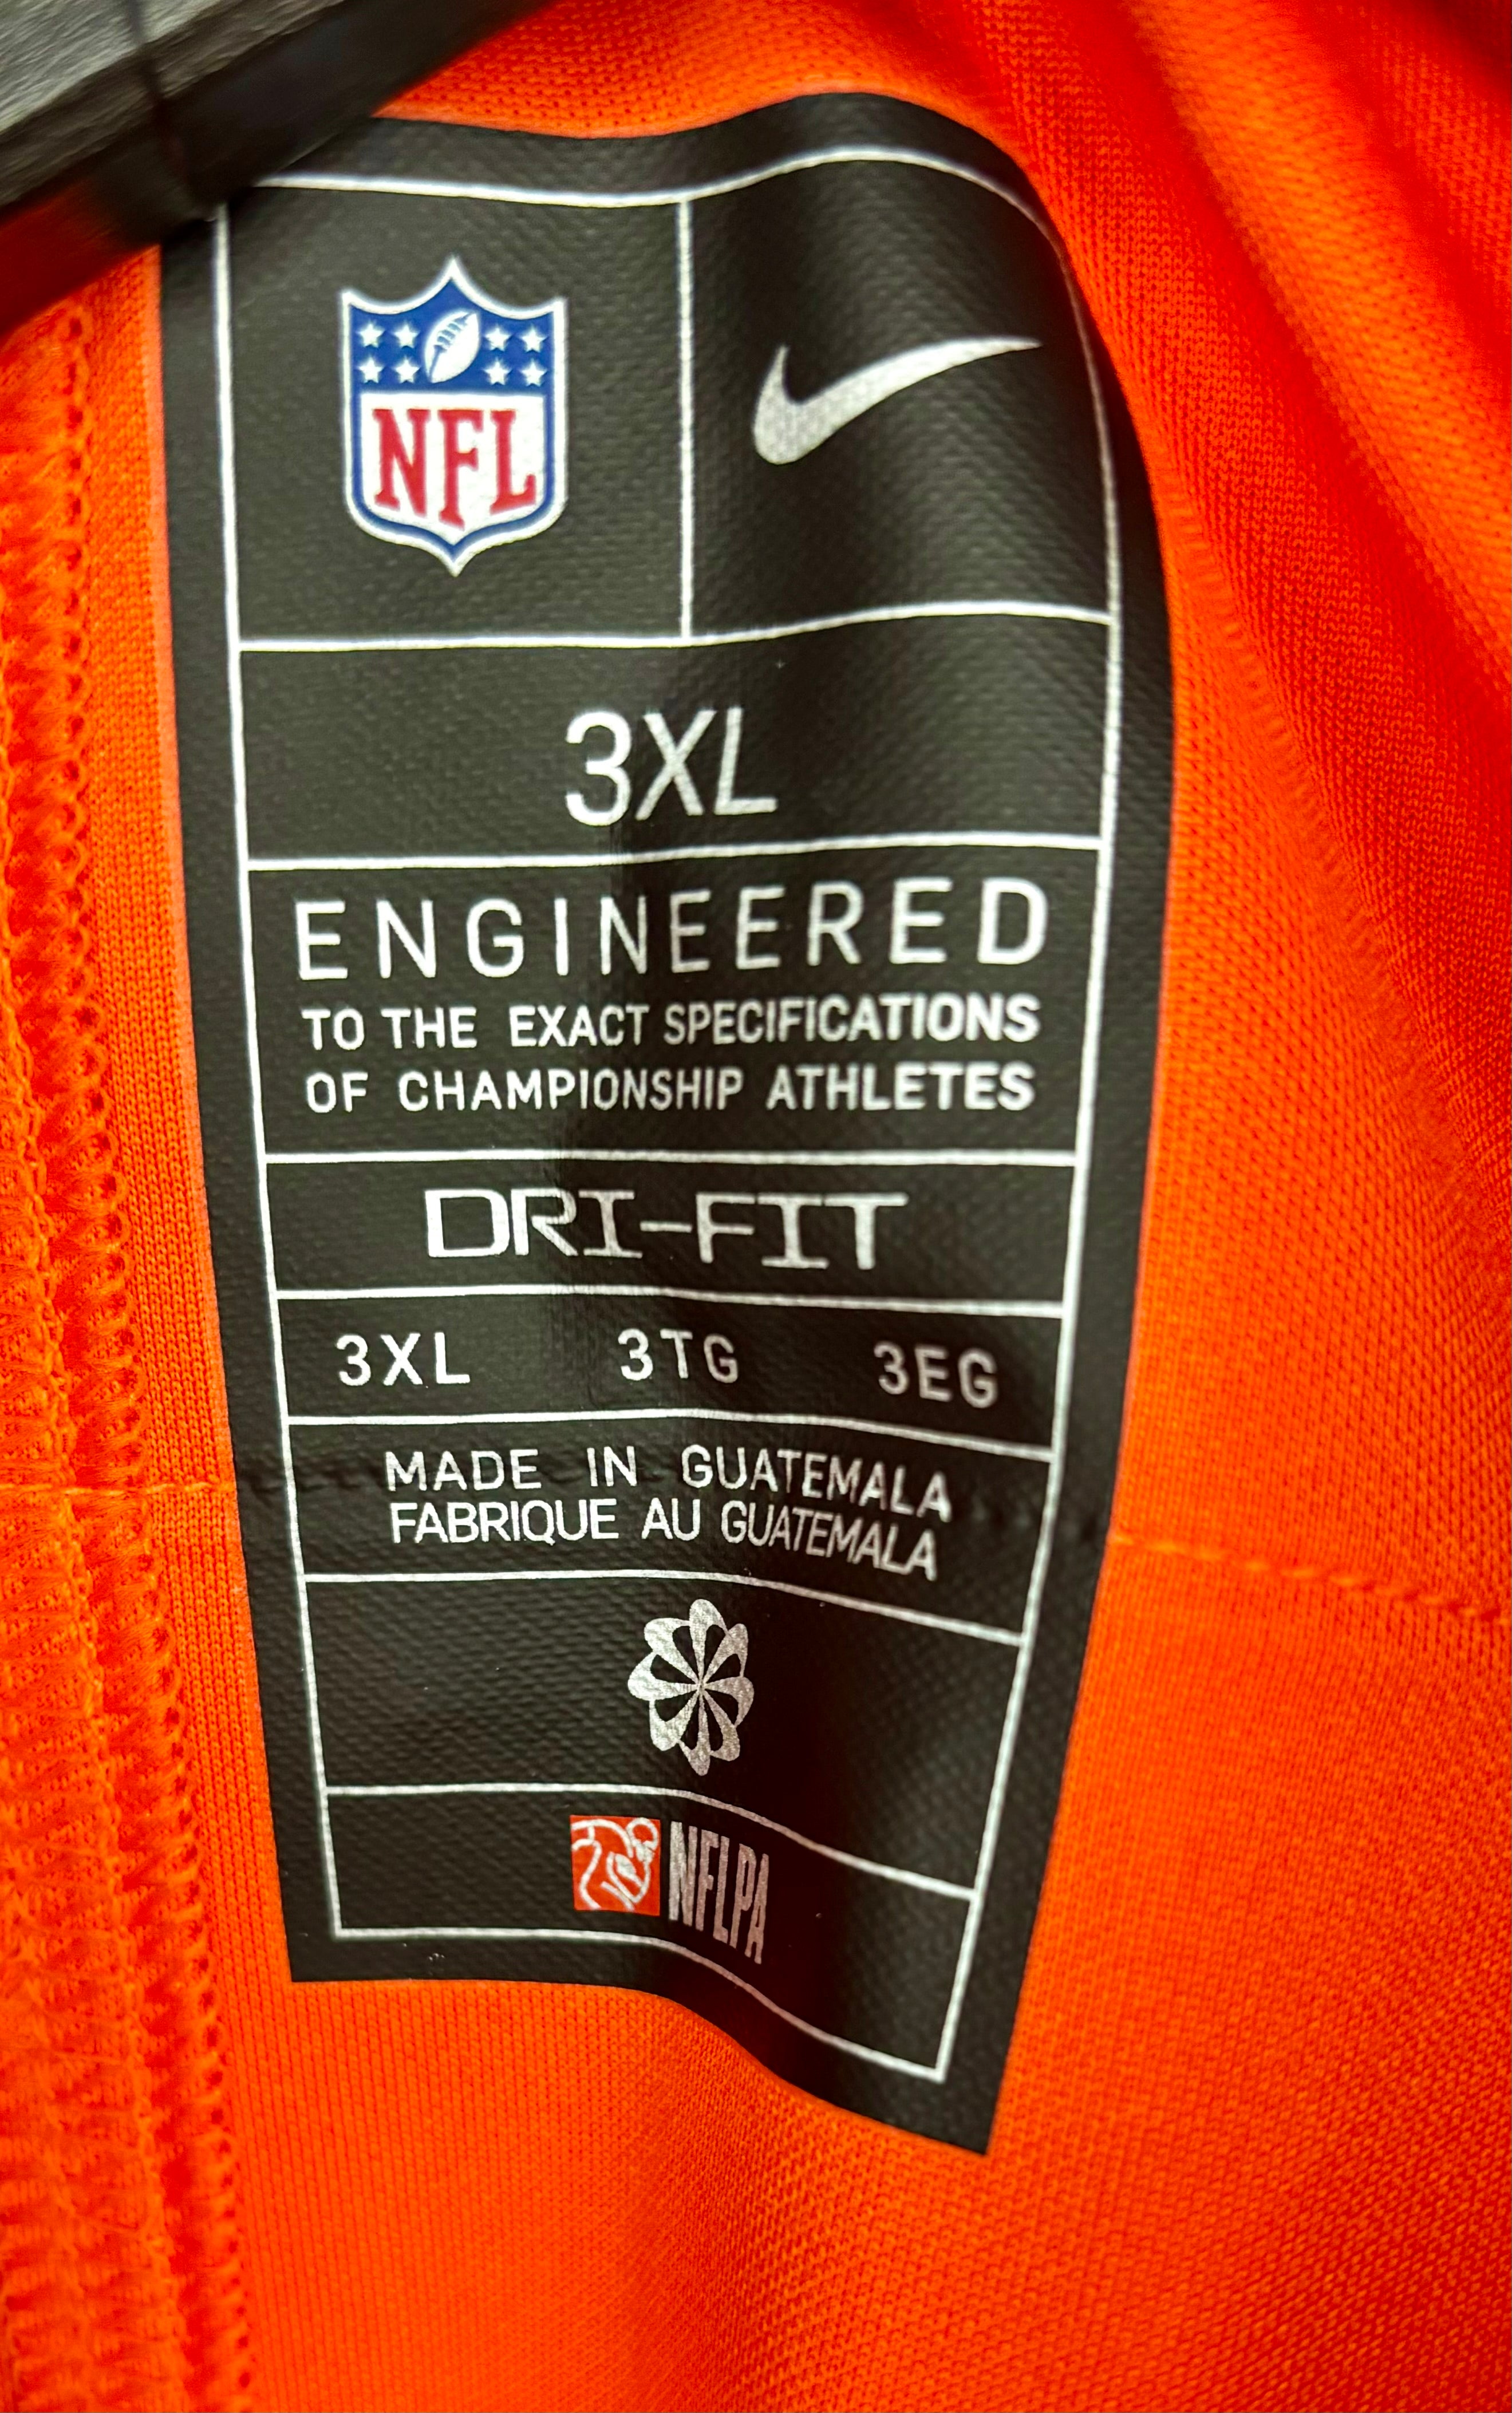 NFL
3XL
ENGINEERED
TO THE EXACT SPECIFICATIONS
OF CHAMPIONSHIP ATHLETES
DRI-FIT
3XL 3TG 3EG
MADE IN GUATEMALA
FABRIQUE AU GUATEMALA
NFLPA